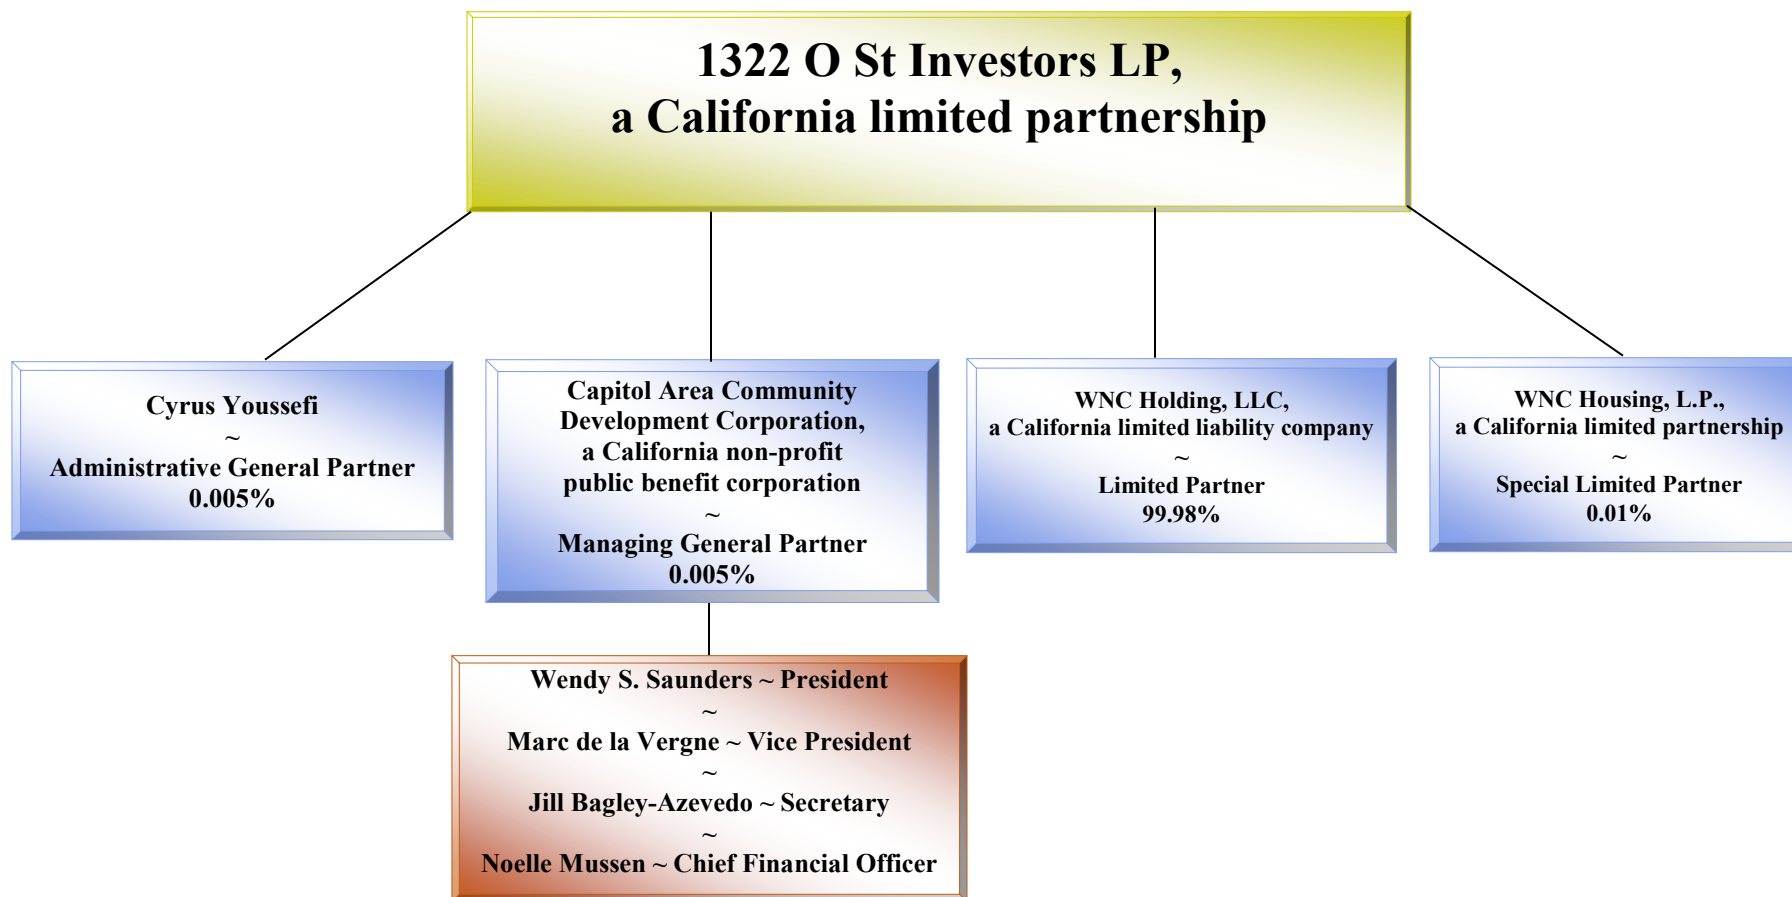 1322 O St Investors LP,
a California limited partnership
Cyrus Youssefi
~
Administrative General Partner
0.005%
Capitol Area Community
Development Corporation,
a California non-profit
public benefit corporation
~
Managing General Partner
0.005%
WNC Holding, LLC,
a California limited liability company
~
Limited Partner
99.98%
WNC Housing, L.P.,
a California limited partnership
~
Special Limited Partner
0.01%
Wendy S. Saunders ~ President
~
Marc de la Vergne ~ Vice President
~
Jill Bagley-Azevedo ~ Secretary
~
Noelle Mussen ~ Chief Financial Officer